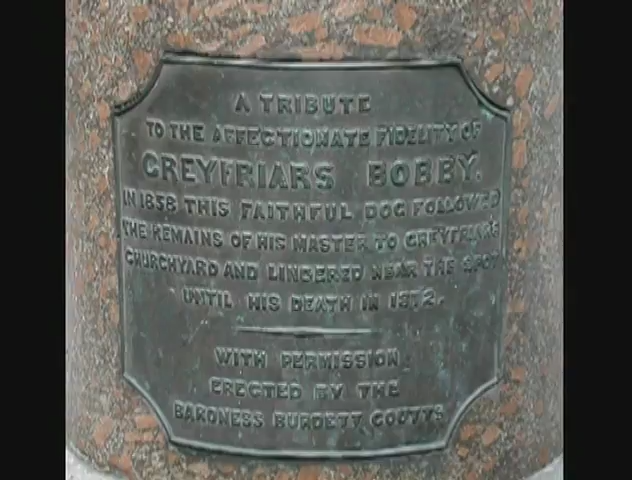 A TRIBUTE
TO THE AFFECTIONATE FIDELITY OF
GREYFRIARS BOBBY.
IN 1858 THIS FAITHFUL DOG FOLLOWED
THE REMAINS OF HIS MASTER TO GREYFRIARS
CHURCHYARD AND LINGERED NEAR THE SPOT
UNTIL HIS DEATH IN 1872.
WITH PERMISSION
ERECTED BY THE
BARONESS BURDETT COUTTS